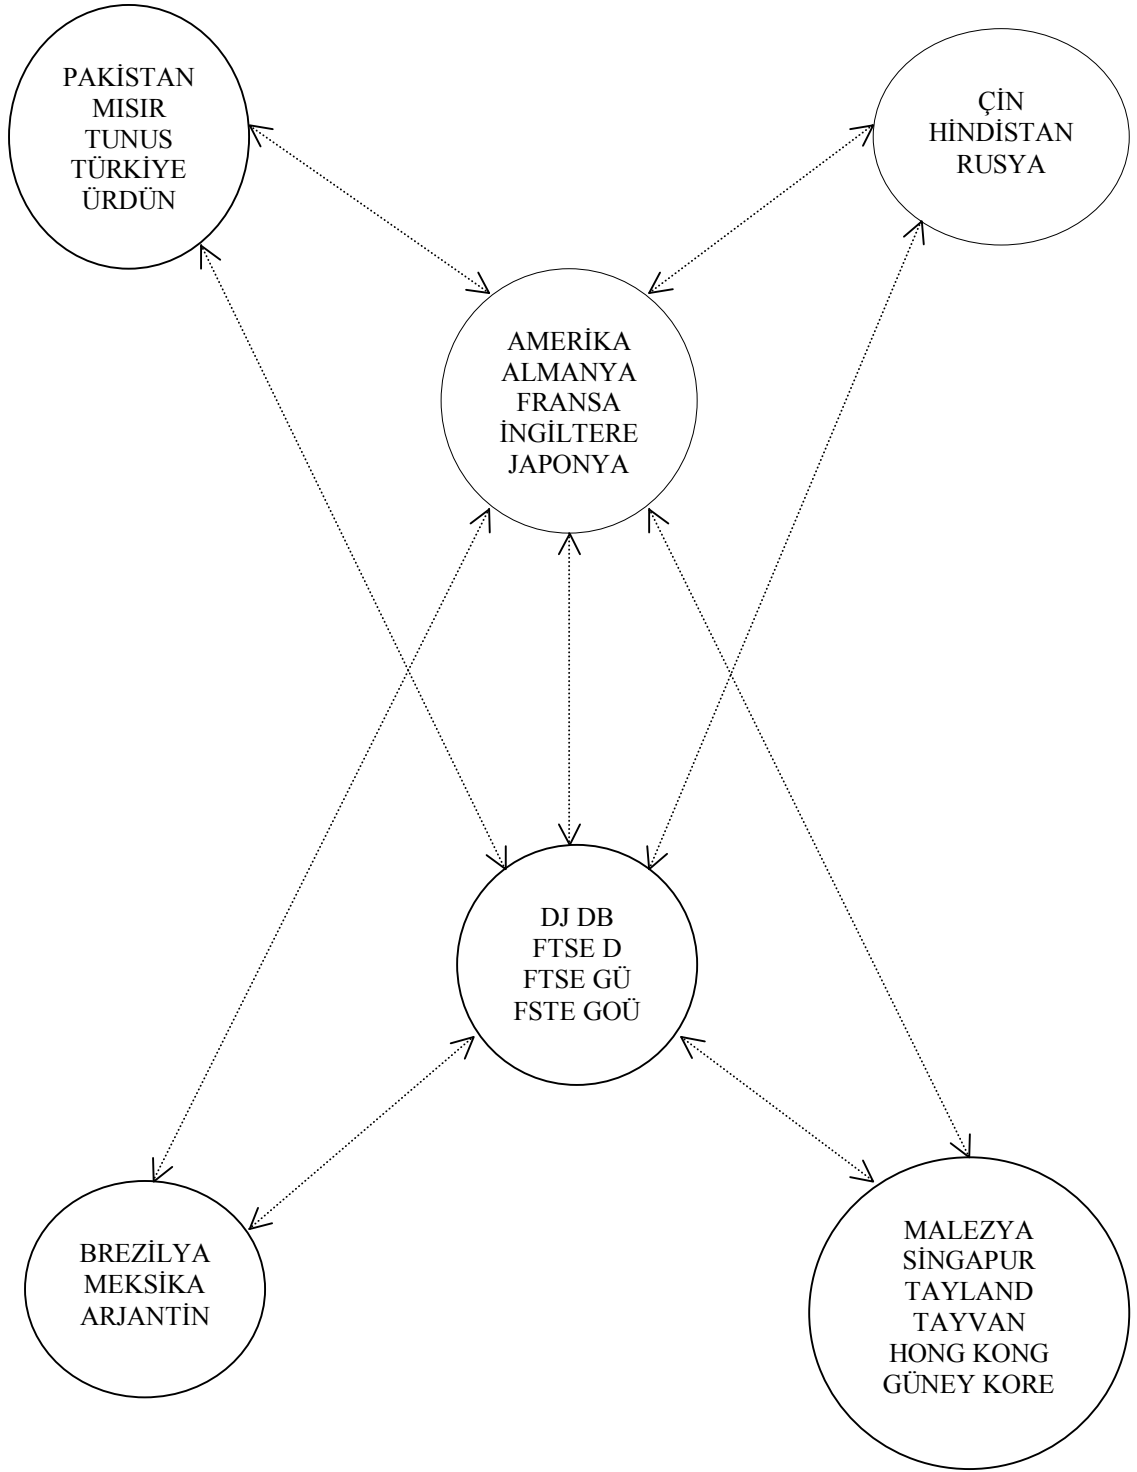 PAKİSTAN
MISIR
TUNUS
TÜRKİYE
ÜRDÜN
ÇİN
HİNDİSTAN
RUSYA
AMERİKA
ALMANYA
FRANSA
İNGİLTERE
JAPONYA
DJ DB
FTSE D
FTSE GÜ
FSTE GOÜ
BREZİLYA
MEKSİKA
ARJANTİN
MALEZYA
SİNGAPUR
TAYLAND
TAYVAN
HONG KONG
GÜNEY KORE